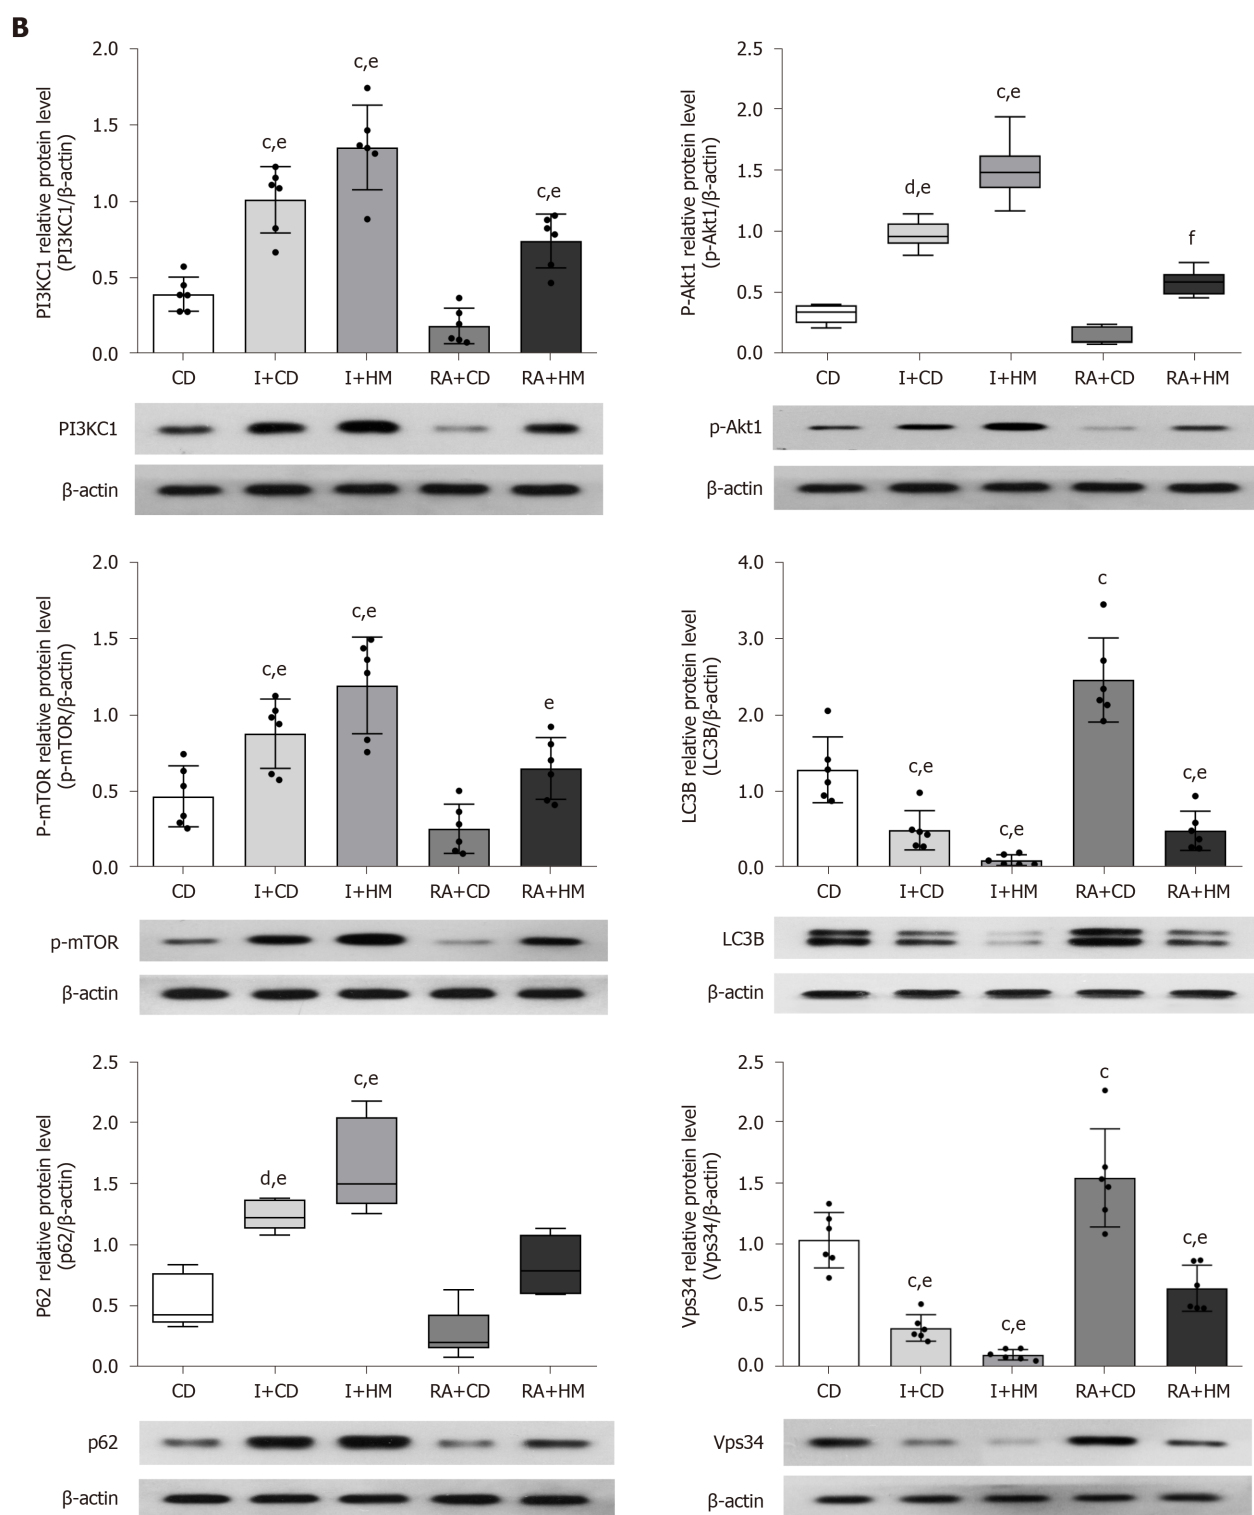 B
PI3KC1 relative protein level
(PI3KC1/β-actin)
2.0
1.5
1.0
0.5
0.0
c,e
c,e
c,e
CD
I+CD
I+HM
RA+CD
RA+HM
PI3KC1
β-actin
P-Akt1 relative protein level
(p-Akt1/β-actin)
2.5
2.0
1.5
1.0
0.5
0.0
d,e
c,e
f
CD
I+CD
I+HM
RA+CD
RA+HM
p-Akt1
β-actin
P-mTOR relative protein level
(p-mTOR/β-actin)
2.0
1.5
1.0
0.5
0.0
c,e
c,e
e
CD
I+CD
I+HM
RA+CD
RA+HM
p-mTOR
β-actin
LC3B relative protein level
(LC3B/β-actin)
4.0
3.0
2.0
1.0
0.0
c,e
c,e
c
c,e
CD
I+CD
I+HM
RA+CD
RA+HM
LC3B
β-actin
P62 relative protein level
(p62/β-actin)
2.5
2.0
1.5
1.0
0.5
0.0
d,e
c,e
CD
I+CD
I+HM
RA+CD
RA+HM
p62
β-actin
Vps34 relative protein level
(Vps34/β-actin)
2.5
2.0
1.5
1.0
0.5
0.0
c,e
c,e
c
c,e
CD
I+CD
I+HM
RA+CD
RA+HM
Vps34
β-actin